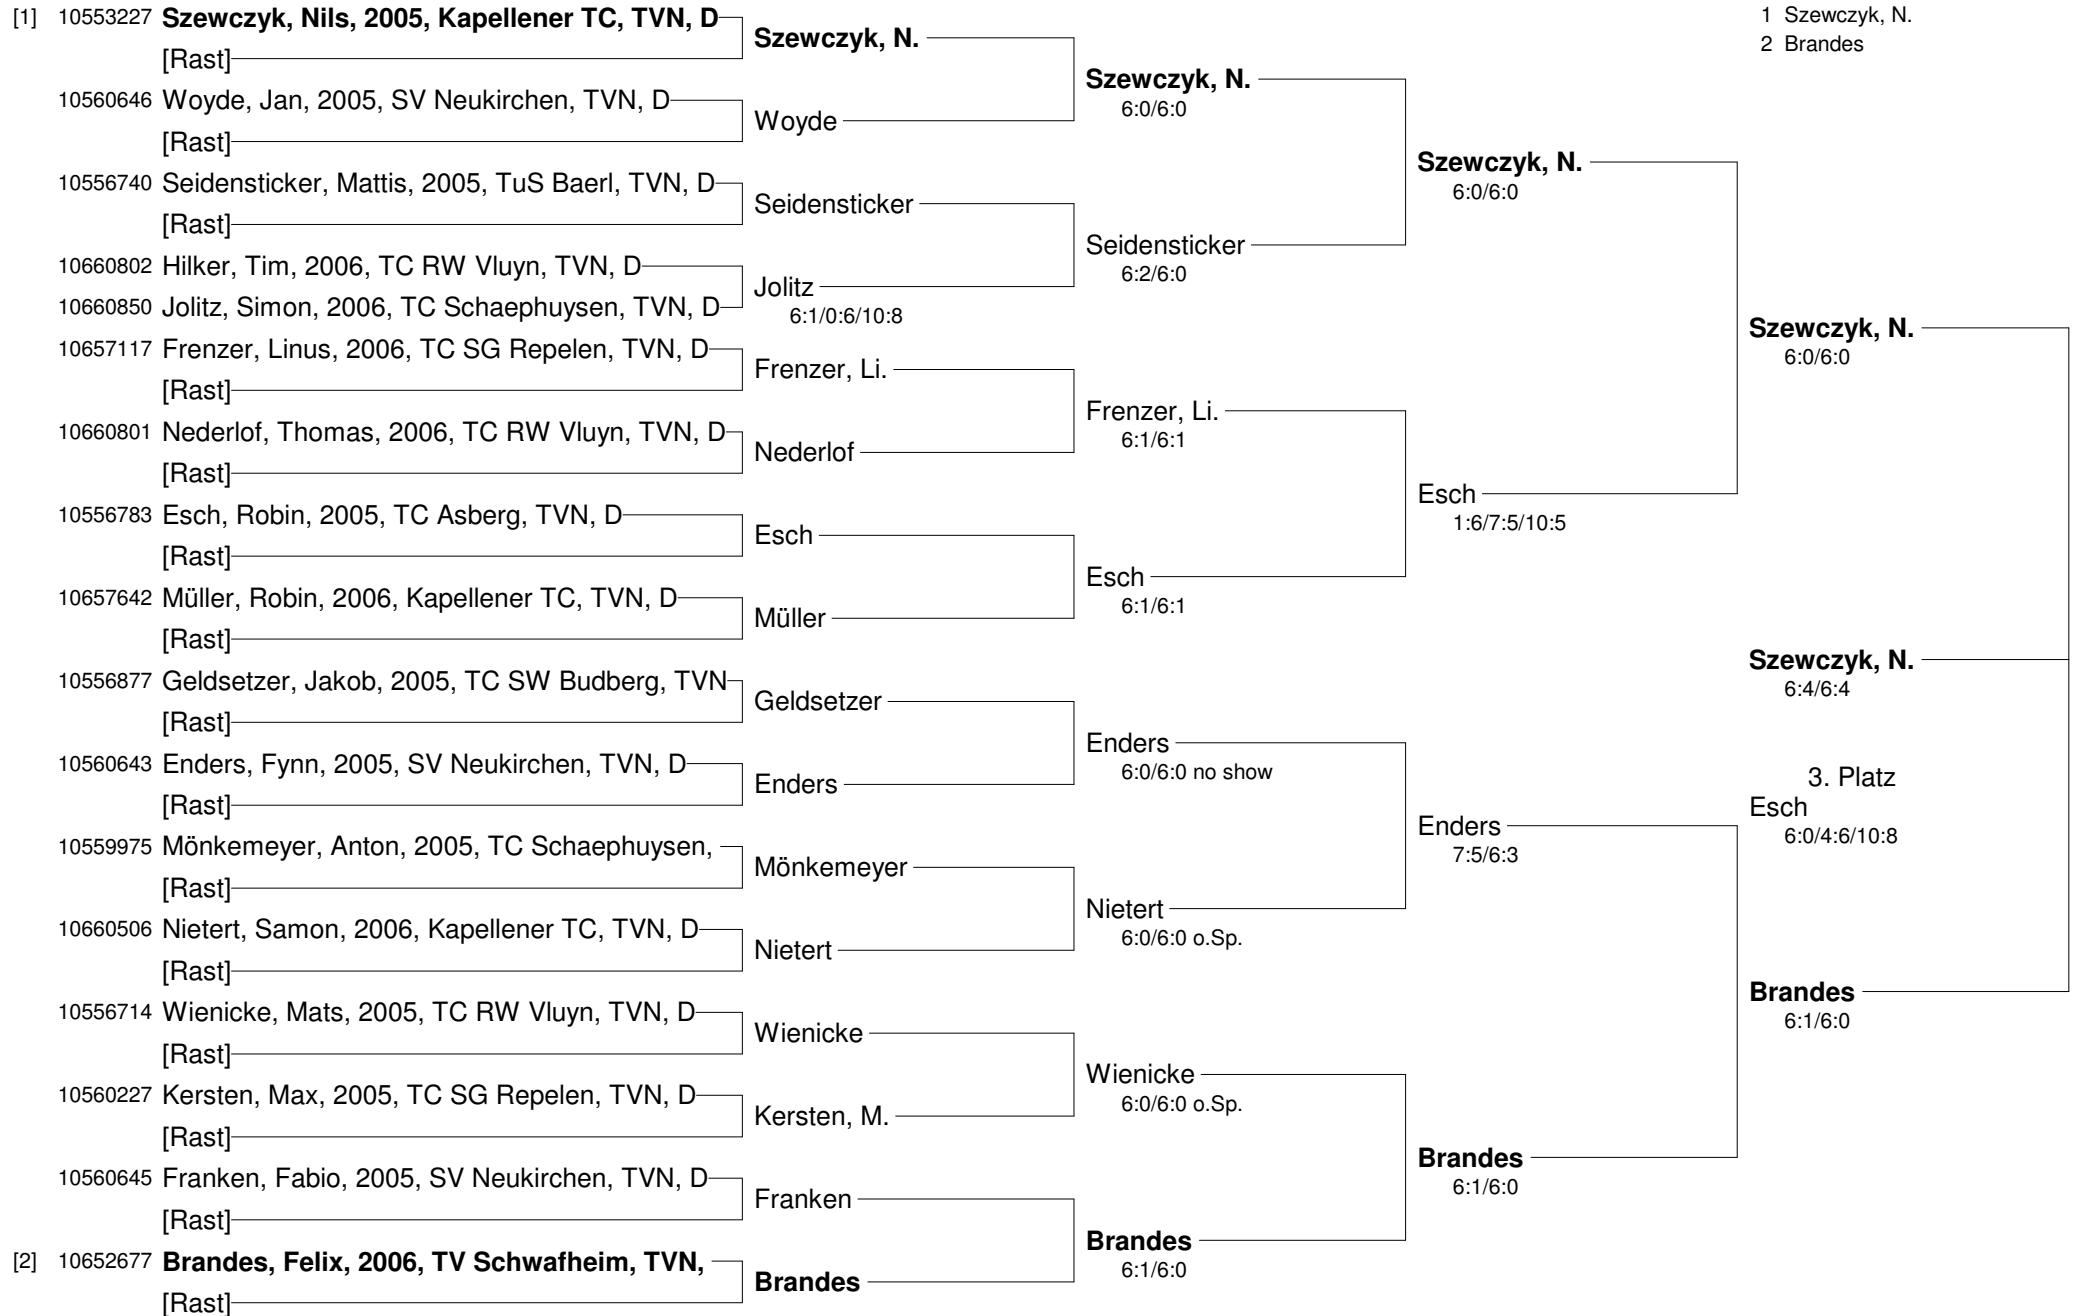 [1] 10553227 Szewczyk, Nils, 2005, Kapellener TC, TVN, D
[Rast]
10560646 Woyde, Jan, 2005, SV Neukirchen, TVN, D
[Rast]
10556740 Seidensticker, Mattis, 2005, TuS Baerl, TVN, D
[Rast]
10660802 Hilker, Tim, 2006, TC RW Vluyn, TVN, D
10660850 Jolitz, Simon, 2006, TC Schaephuysen, TVN, D
10657117 Frenzer, Linus, 2006, TC SG Repelen, TVN, D
[Rast]
10660801 Nederlof, Thomas, 2006, TC RW Vluyn, TVN, D
[Rast]
10556783 Esch, Robin, 2005, TC Asberg, TVN, D
[Rast]
10657642 Müller, Robin, 2006, Kapellener TC, TVN, D
[Rast]
10556877 Geldsetzer, Jakob, 2005, TC SW Budberg, TVN
[Rast]
10560643 Enders, Fynn, 2005, SV Neukirchen, TVN, D
[Rast]
10559975 Mönkemeyer, Anton, 2005, TC Schaephuysen,
[Rast]
10660506 Nietert, Samon, 2006, Kapellener TC, TVN, D
[Rast]
10556714 Wienicke, Mats, 2005, TC RW Vluyn, TVN, D
[Rast]
10560227 Kersten, Max, 2005, TC SG Repelen, TVN, D
[Rast]
10560645 Franken, Fabio, 2005, SV Neukirchen, TVN, D
[Rast]
[2] 10652677 Brandes, Felix, 2006, TV Schwafheim, TVN,
[Rast]
Szewczyk, N.
Woyde
Seidensticker
Jolitz
6:1/0:6/10:8
Frenzer, Li.
Nederlof
Esch
Müller
Geldsetzer
Enders
Mönkemeyer
Nietert
Wienicke
Kersten, M.
Franken
Brandes
Szewczyk, N.
6:0/6:0
Seidensticker
6:2/6:0
Frenzer, Li.
6:1/6:1
Esch
6:1/6:1
Enders
6:0/6:0 no show
Nietert
6:0/6:0 o.Sp.
Wienicke
6:0/6:0 o.Sp.
Brandes
6:1/6:0
Szewczyk, N.
6:0/6:0
Esch
1:6/7:5/10:5
Enders
7:5/6:3
Brandes
6:1/6:0
1 Szewczyk, N.
2 Brandes
Szewczyk, N.
6:0/6:0
Szewczyk, N.
6:4/6:4
3. Platz
Esch
6:0/4:6/10:8
Brandes
6:1/6:0